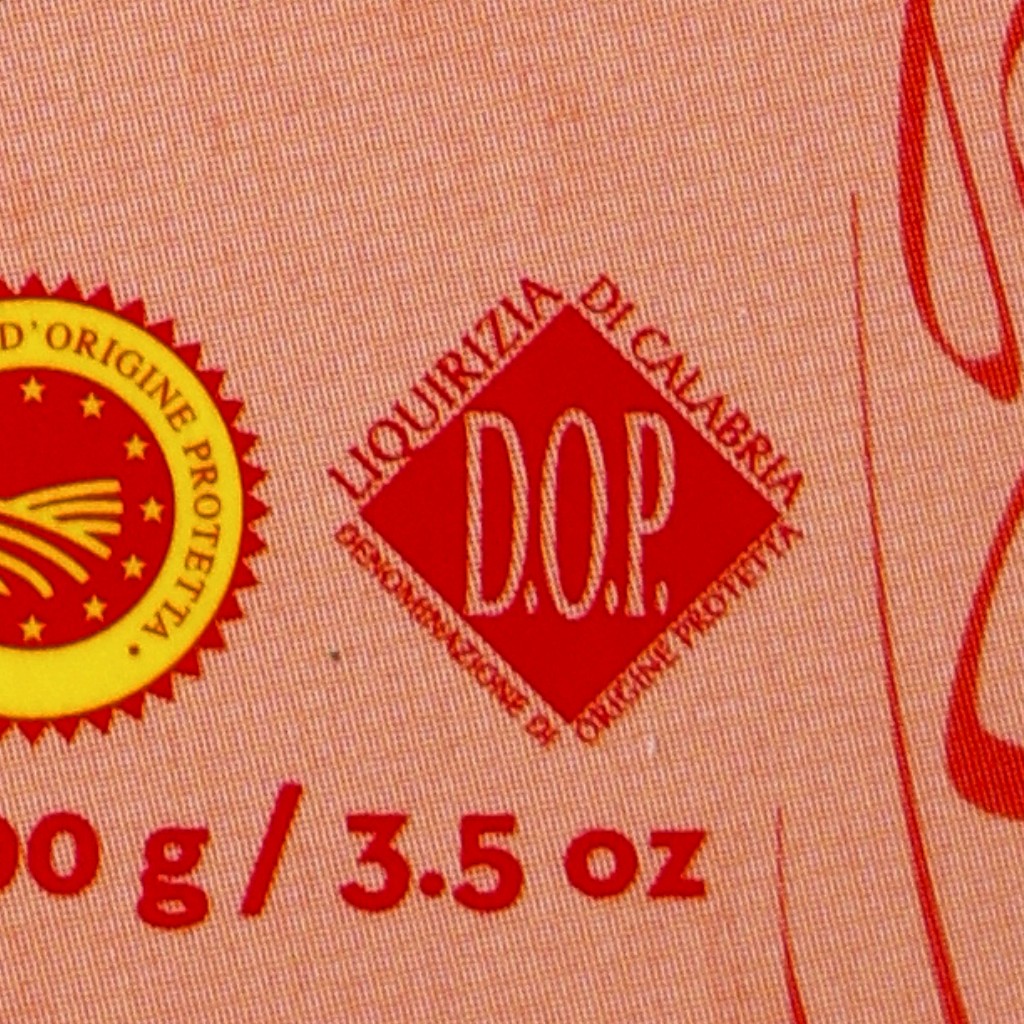 D'ORIGINE PROTETTA •
LIQUIRIZIA DI CALABRIA
D.O.P.
DENOMINAZIONE DI ORIGINE PROTETTA
00 g / 3.5 oz